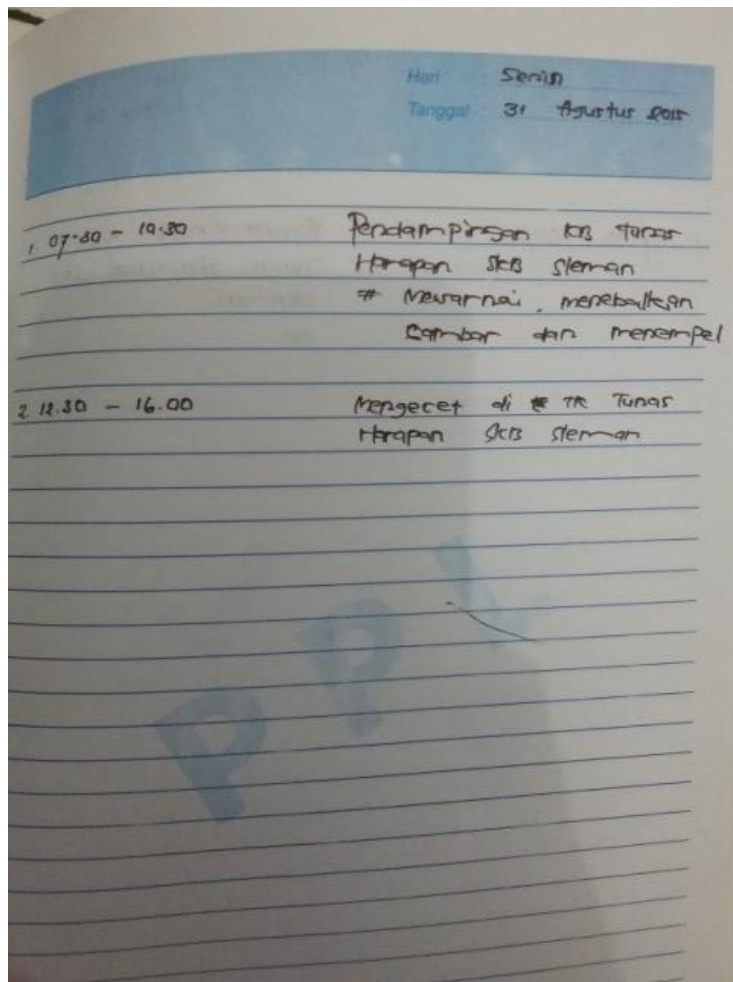 Hari : Senin
Tanggal : 31 Agustus 2015
1. 07.30 - 10.30 Pendampingan KB Tunas
Harapan SKB Sleman
# Mewarnai, menebalkan
Gambar dan menempel
2. 12.30 - 16.00 Mengecet di TK Tunas
Harapan SKB Sleman
PPL